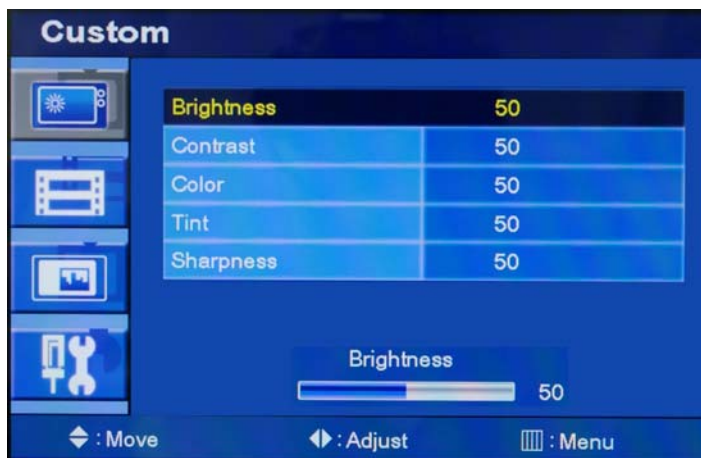 Custom
Brightness 50
Contrast 50
Color 50
Tint 50
Sharpness 50
Brightness
50
: Move : Adjust : Menu